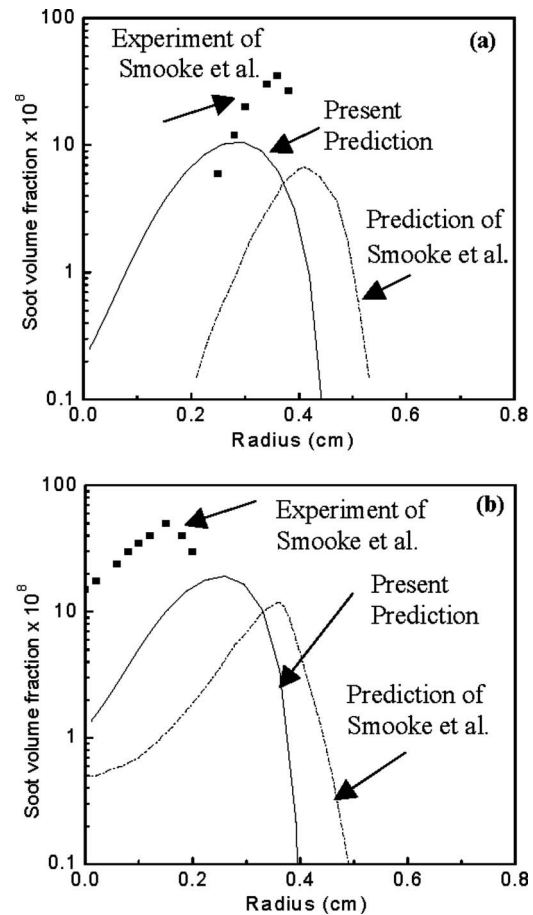 100
10
1
0.1
Soot volume fraction x 10^8
Experiment of
Smooke et al.
(a)
Present
Prediction
Prediction of
Smooke et al.
0.0 0.2 0.4 0.6 0.8
Radius (cm)
100
10
1
0.1
Soot volume fraction x 10^8
(b)
Experiment of
Smooke et al.
Present
Prediction
Prediction of
Smooke et al.
0.0 0.2 0.4 0.6 0.8
Radius (cm)